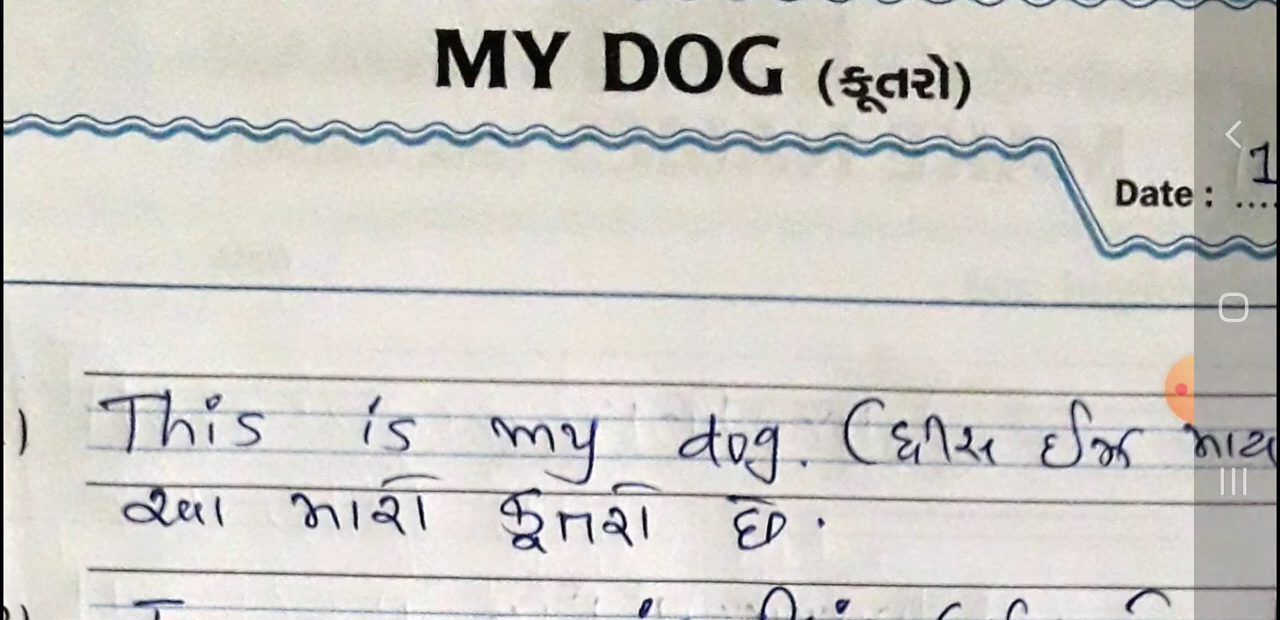 MY DOG (કૂતરો)
Date : ....
) This is my dog. (ધીસ ઈઝ માય
આ મારો કૂતરો છે.